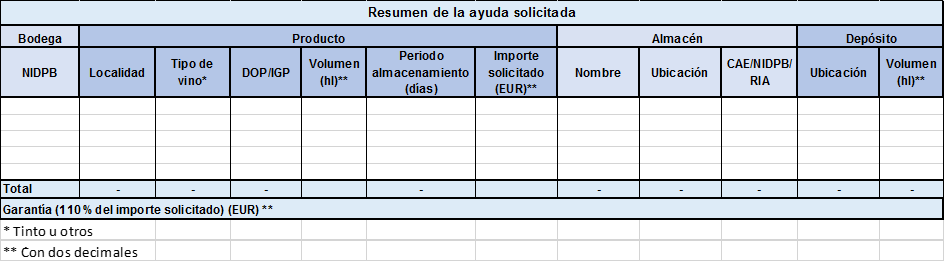 Resumen de la ayuda solicitada
Bodega Producto Almacén Depósito
NIDPB Localidad Tipo de vino* DOP/IGP Volumen (hl)** Periodo almacenamiento (días) Importe solicitado (EUR)** Nombre Ubicación CAE/NIDPB/ RIA Ubicación Volumen (hl)**
Total - - - - - - - - - -
Garantía (110% del importe solicitado) (EUR) **
* Tinto u otros
** Con dos decimales